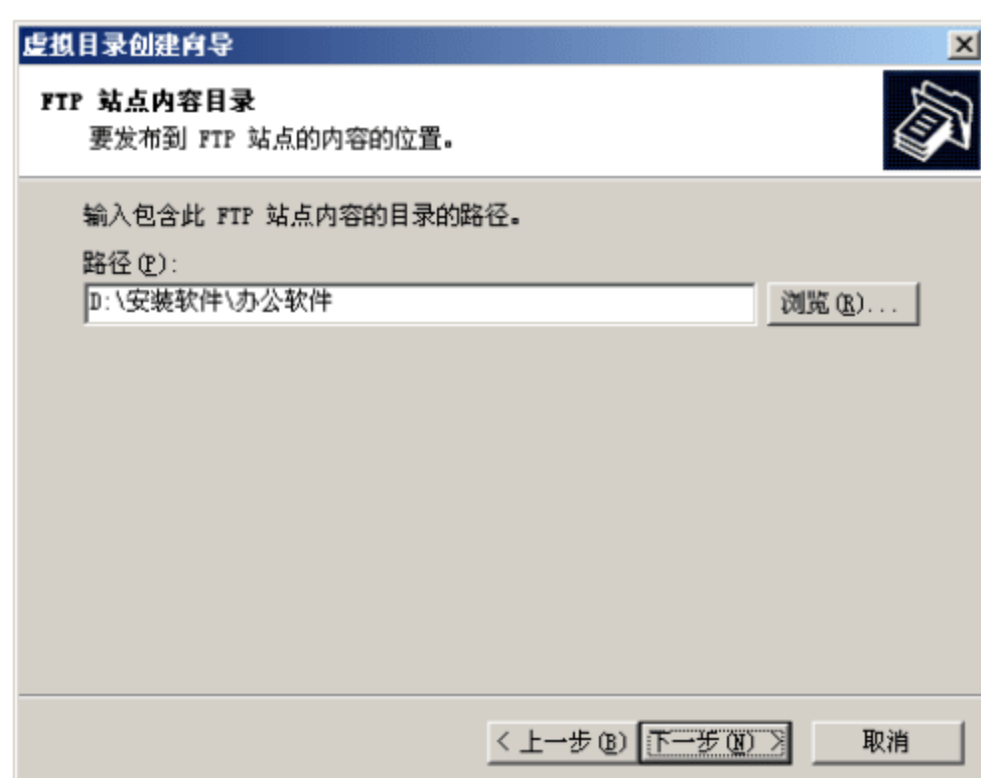 虚拟目录创建向导
FTP 站点内容目录
要发布到 FTP 站点的内容的位置。
输入包含此 FTP 站点内容的目录的路径。
路径(P):
D:\安装软件\办公软件
浏览(R)...
< 上一步(B) 下一步(N) > 取消